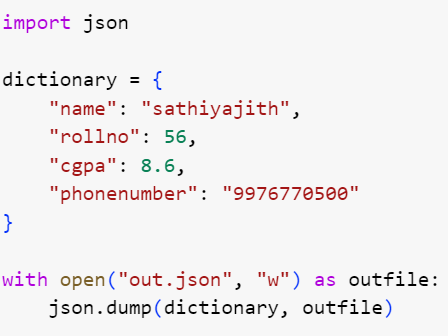 import json

dictionary = {
    "name": "sathiyajith",
    "rollno": 56,
    "cgpa": 8.6,
    "phonenumber": "9976770500"
}

with open("out.json", "w") as outfile:
    json.dump(dictionary, outfile)